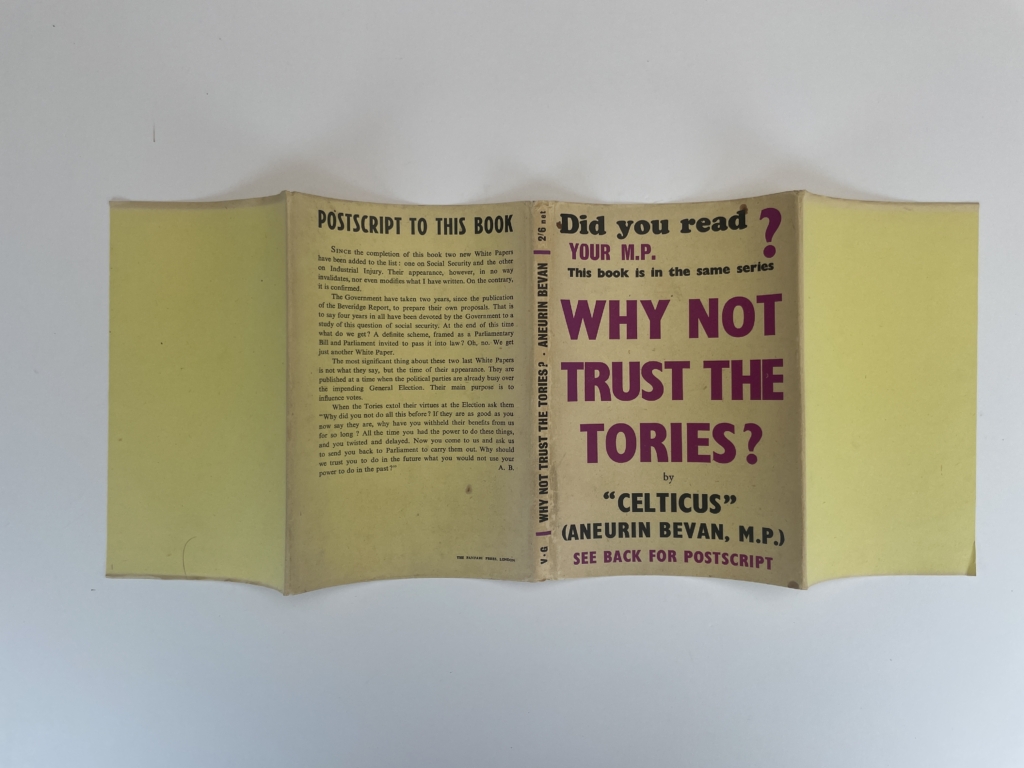 POSTSCRIPT TO THIS BOOK
SINCE the completion of this book two new White Papers
have been added to the list: one on Social Security and the other
on Industrial Injury. Their appearance, however, in no way
invalidates, nor even modifies what I have written. On the contrary,
it is confirmed.
The Government have taken two years, since the publication
of the Beveridge Report, to prepare their own proposals. That is
to say four years in all have been devoted by the Government to a
study of this question of social security. At the end of this time
what do we get? A definite scheme, framed as a Parliamentary
Bill and Parliament invited to pass it into law? Oh, no. We get
just another White Paper.
The most significant thing about these two last White Papers
is not what they say, but the time of their appearance. They are
published at a time when the political parties are already busy over
the impending General Election. Their main purpose is to
influence votes.
When the Tories extol their virtues at the Election ask them
"Why did you not do all this before? If they are as good as you
now say they are, why have you withheld their benefits from us
for so long? All the time you had the power to do these things,
and you twisted and delayed. Now you come to us and ask us
to send you back to Parliament to carry them out. Why should
we trust you to do in the future what you would not use your
power to do in the past?" A. B.
THE FANFARE PRESS, LONDON
V·G | WHY NOT TRUST THE TORIES? · ANEURIN BEVAN | 2/6 net
Did you read
YOUR M.P. ?
This book is in the same series
WHY NOT
TRUST THE
TORIES?
by
“CELTICUS”
(ANEURIN BEVAN, M.P.)
SEE BACK FOR POSTSCRIPT